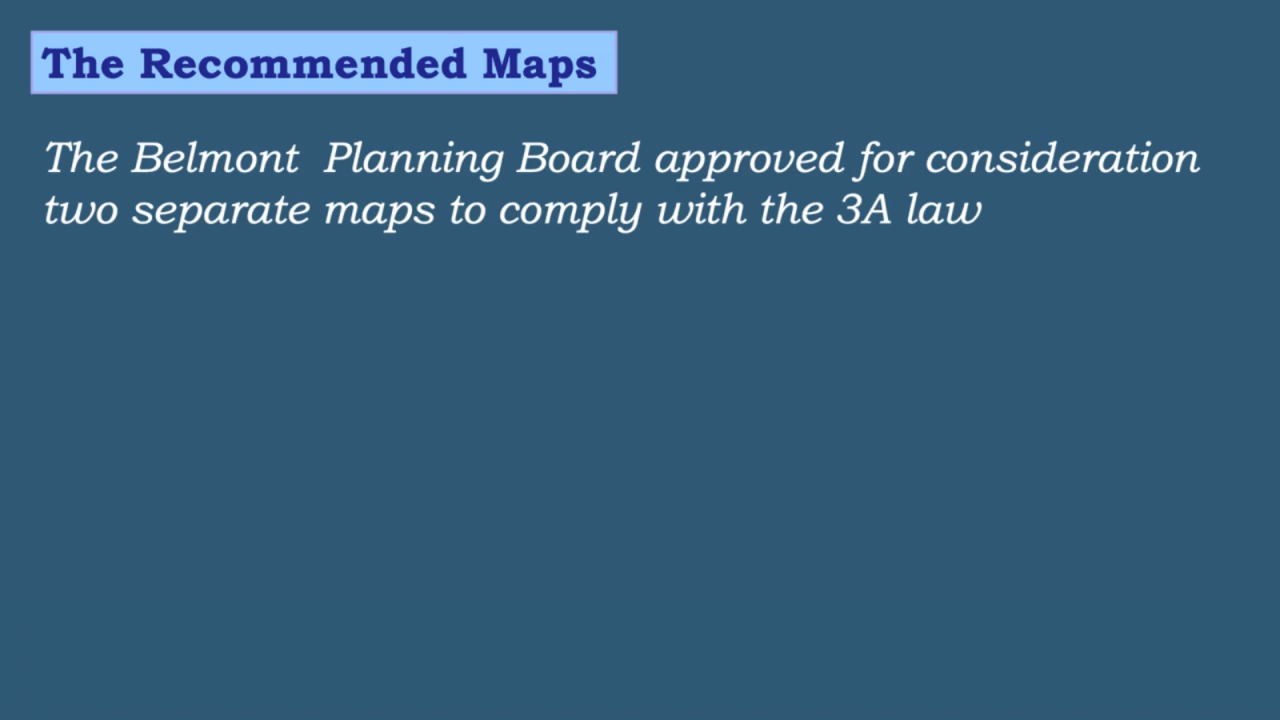 The Recommended Maps
The Belmont  Planning Board approved for consideration
two separate maps to comply with the 3A law